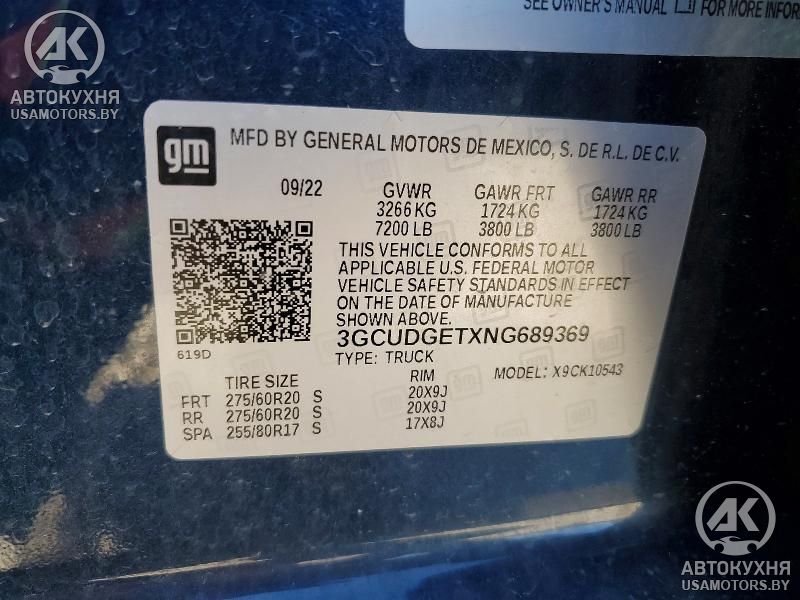 SEE OWNER'S MANUAL FOR MORE INFOR
AK
АВТОКУХНЯ
USAMOTORS.BY
gm MFD BY GENERAL MOTORS DE MEXICO, S. DE R.L. DE C.V.
09/22 GVWR GAWR FRT GAWR RR
3266 KG 1724 KG 1724 KG
7200 LB 3800 LB 3800 LB
THIS VEHICLE CONFORMS TO ALL
APPLICABLE U.S. FEDERAL MOTOR
VEHICLE SAFETY STANDARDS IN EFFECT
ON THE DATE OF MANUFACTURE
SHOWN ABOVE.
3GCUDGETXNG689369
619D
TYPE: TRUCK MODEL: X9CK10543
TIRE SIZE RIM
FRT 275/60R20 S 20X9J
RR 275/60R20 S 20X9J
SPA 255/80R17 S 17X8J
AK
АВТОКУХНЯ
USAMOTORS.BY